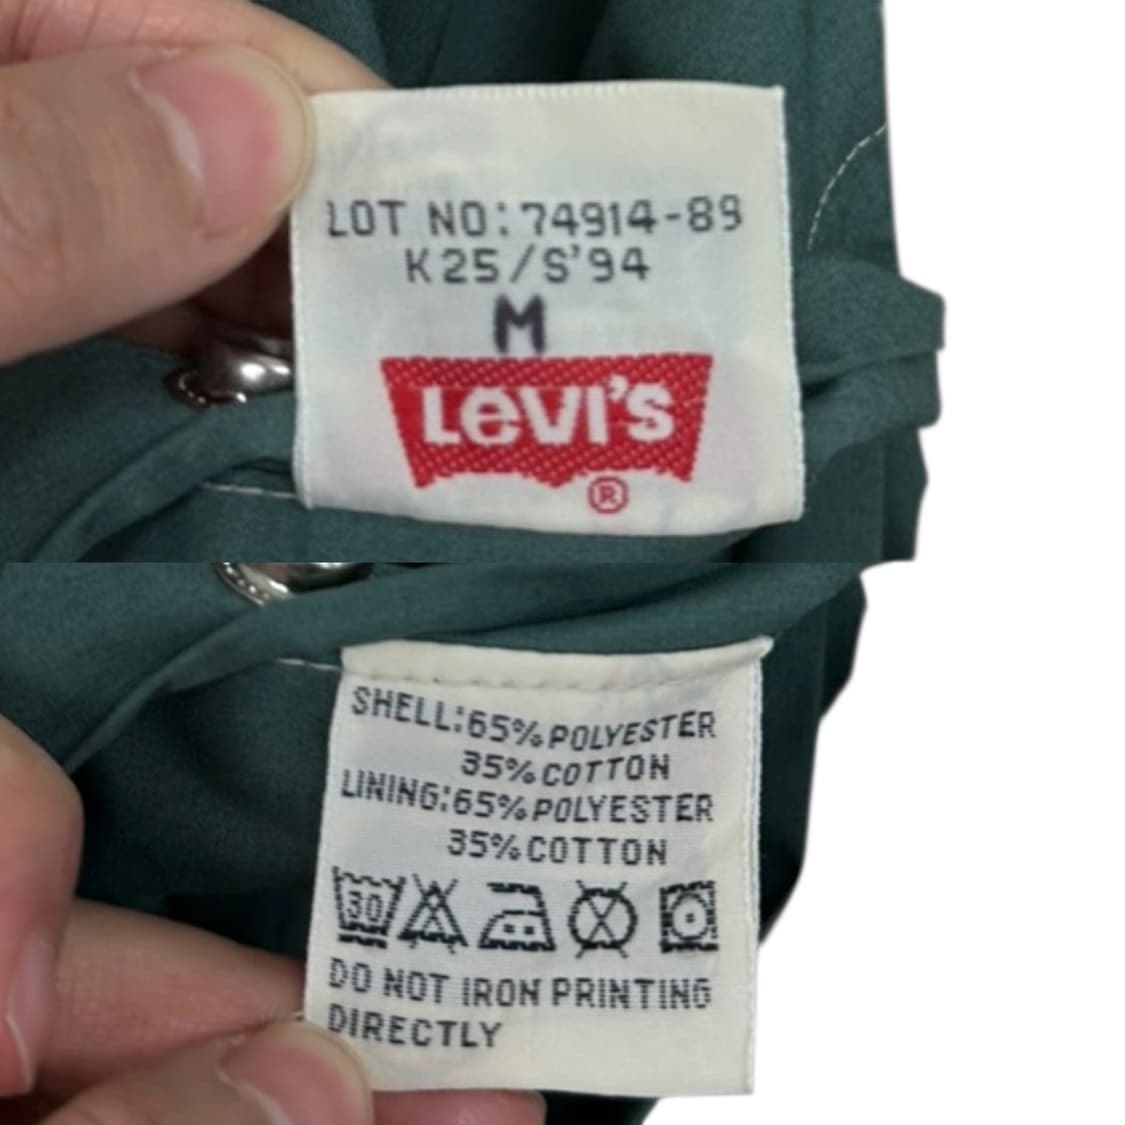 LOT NO:74914-89
K25/S'94
M
Levi's
®
SHELL:65%POLYESTER
35%COTTON
LINING:65%POLYESTER
35%COTTON
30
DO NOT IRON PRINTING
DIRECTLY